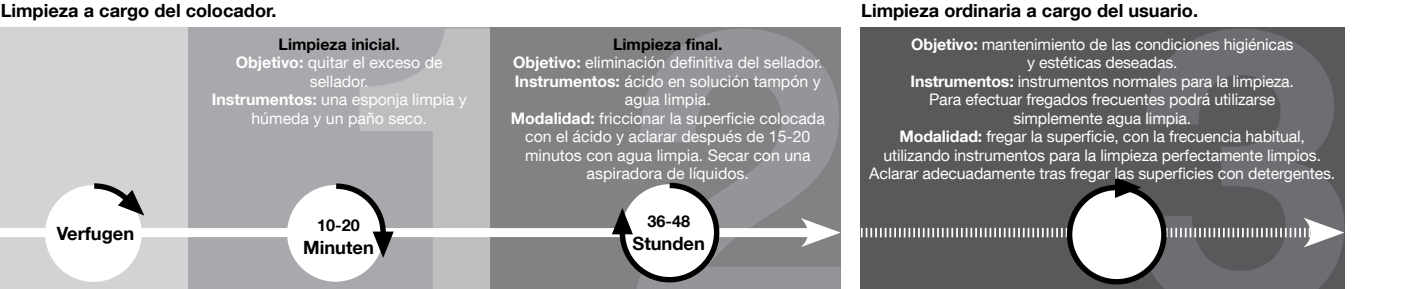 Limpieza a cargo del colocador.
Limpieza inicial.
Objetivo: quitar el exceso de
sellador.
Instrumentos: una esponja limpia y
húmeda y un paño seco.
Limpieza final.
Objetivo: eliminación definitiva del sellador.
Instrumentos: ácido en solución tampón y
agua limpia.
Modalidad: friccionar la superficie colocada
con el ácido y aclarar después de 15-20
minutos con agua limpia. Secar con una
aspiradora de líquidos.
Verfugen
10-20
Minuten
36-48
Stunden
1
2
Limpieza ordinaria a cargo del usuario.
Objetivo: mantenimiento de las condiciones higiénicas
y estéticas deseadas.
Instrumentos: instrumentos normales para la limpieza.
Para efectuar fregados frecuentes podrá utilizarse
simplemente agua limpia.
Modalidad: fregar la superficie, con la frecuencia habitual,
utilizando instrumentos para la limpieza perfectamente limpios.
Aclarar adecuadamente tras fregar las superficies con detergentes.
3